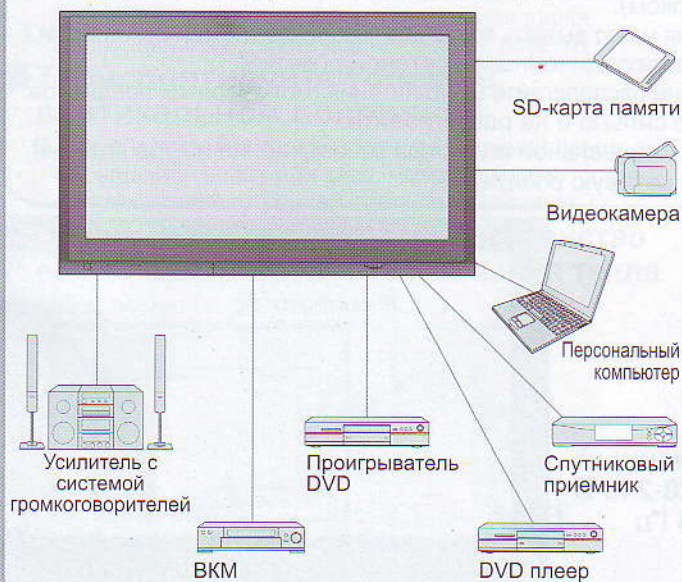 SD-карта памяти
Видеокамера
Персональный
компьютер
Усилитель с
системой
громкоговорителей
Проигрыватель
DVD
Спутниковый
приемник
ВКМ
DVD плеер